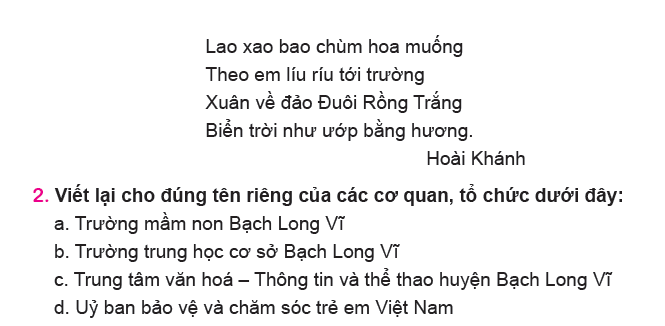 Lao xao bao chùm hoa muống
Theo em líu ríu tới trường
Xuân về đảo Đuôi Rồng Trắng
Biển trời như ướp bằng hương.
Hoài Khánh
2. Viết lại cho đúng tên riêng của các cơ quan, tổ chức dưới đây:
a. Trường mầm non Bạch Long Vĩ
b. Trường trung học cơ sở Bạch Long Vĩ
c. Trung tâm văn hoá – Thông tin và thể thao huyện Bạch Long Vĩ
d. Uỷ ban bảo vệ và chăm sóc trẻ em Việt Nam